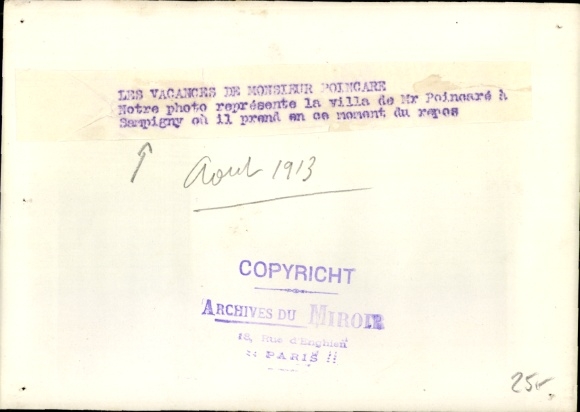 LES VACANCES DE MONSIEUR POINCARE
Notre photo représente la villa de Mr Poincaré à
Sampigny où il prend en ce moment du repos
Aout 1913
COPYRIGHT
ARCHIVES DU MIROIR
18, Rue d'Enghien
:: PARIS ::
25